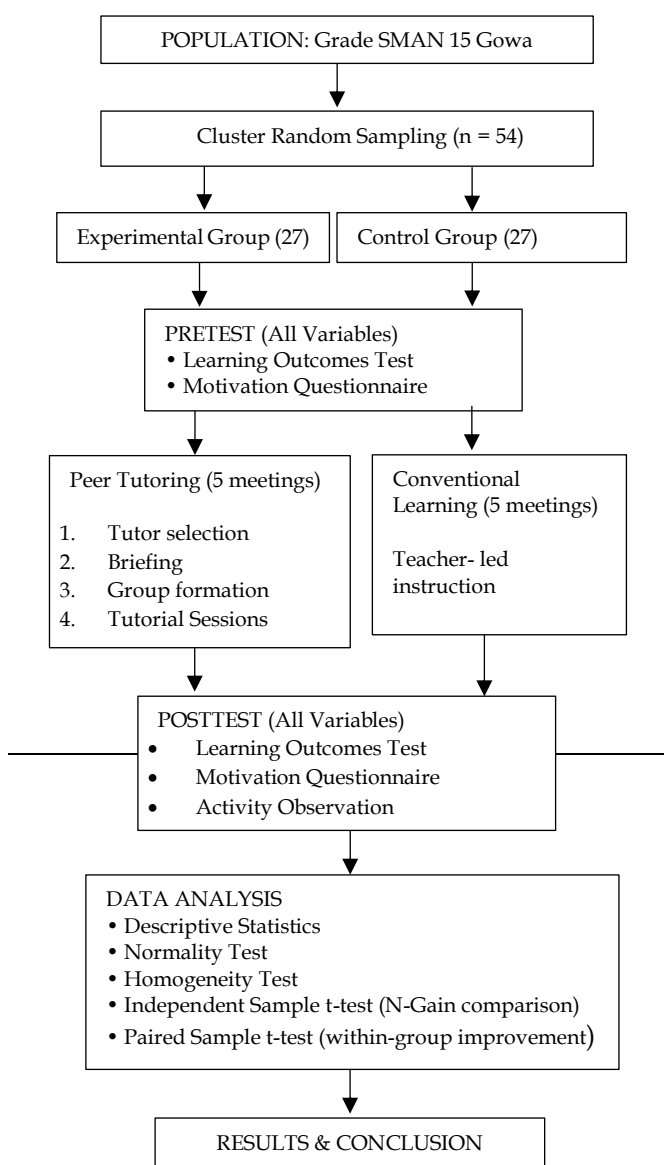 POPULATION: Grade SMAN 15 Gowa
Cluster Random Sampling (n = 54)
Experimental Group (27)
Control Group (27)
PRETEST (All Variables)
• Learning Outcomes Test
• Motivation Questionnaire
Peer Tutoring (5 meetings)
1. Tutor selection
2. Briefing
3. Group formation
4. Tutorial Sessions
Conventional
Learning (5 meetings)
Teacher- led
instruction
POSTTEST (All Variables)
• Learning Outcomes Test
• Motivation Questionnaire
• Activity Observation
DATA ANALYSIS
• Descriptive Statistics
• Normality Test
• Homogeneity Test
• Independent Sample t-test (N-Gain comparison)
• Paired Sample t-test (within-group improvement)
RESULTS & CONCLUSION